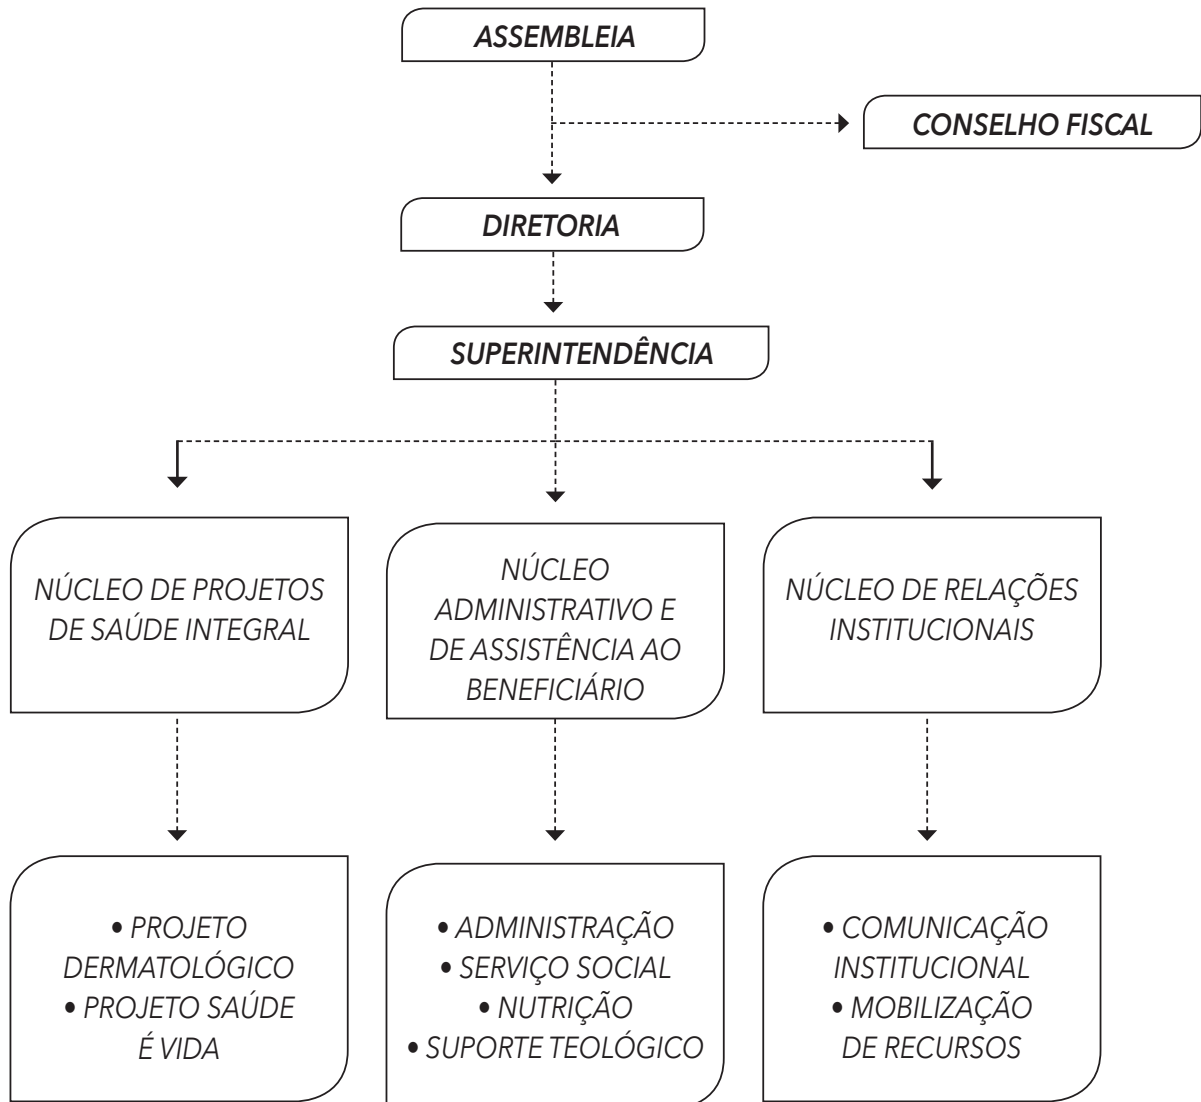 ASSEMBLEIA
CONSELHO FISCAL
DIRETORIA
SUPERINTENDÊNCIA
NÚCLEO DE PROJETOS
DE SAÚDE INTEGRAL
NÚCLEO
ADMINISTRATIVO E
DE ASSISTÊNCIA AO
BENEFICIÁRIO
NÚCLEO DE RELAÇÕES
INSTITUCIONAIS
• PROJETO
DERMATOLÓGICO
• PROJETO SAÚDE
É VIDA
• ADMINISTRAÇÃO
• SERVIÇO SOCIAL
• NUTRIÇÃO
• SUPORTE TEOLÓGICO
• COMUNICAÇÃO
INSTITUCIONAL
• MOBILIZAÇÃO
DE RECURSOS